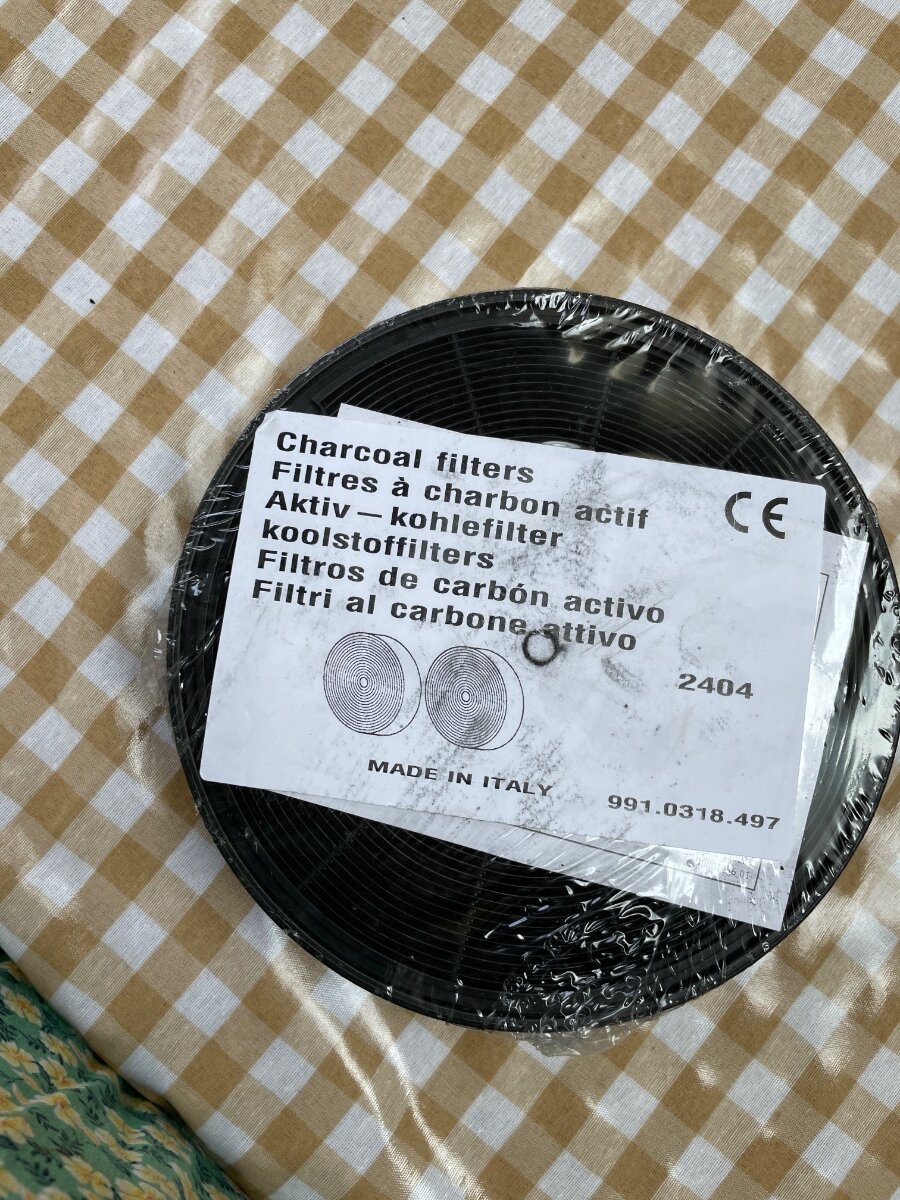 Charcoal filters
Filtres à charbon actif
Aktiv – kohlefilter
koolstoffilters
Filtros de carbón activo
Filtri al carbone attivo
CE
2404
MADE IN ITALY
991.0318.497